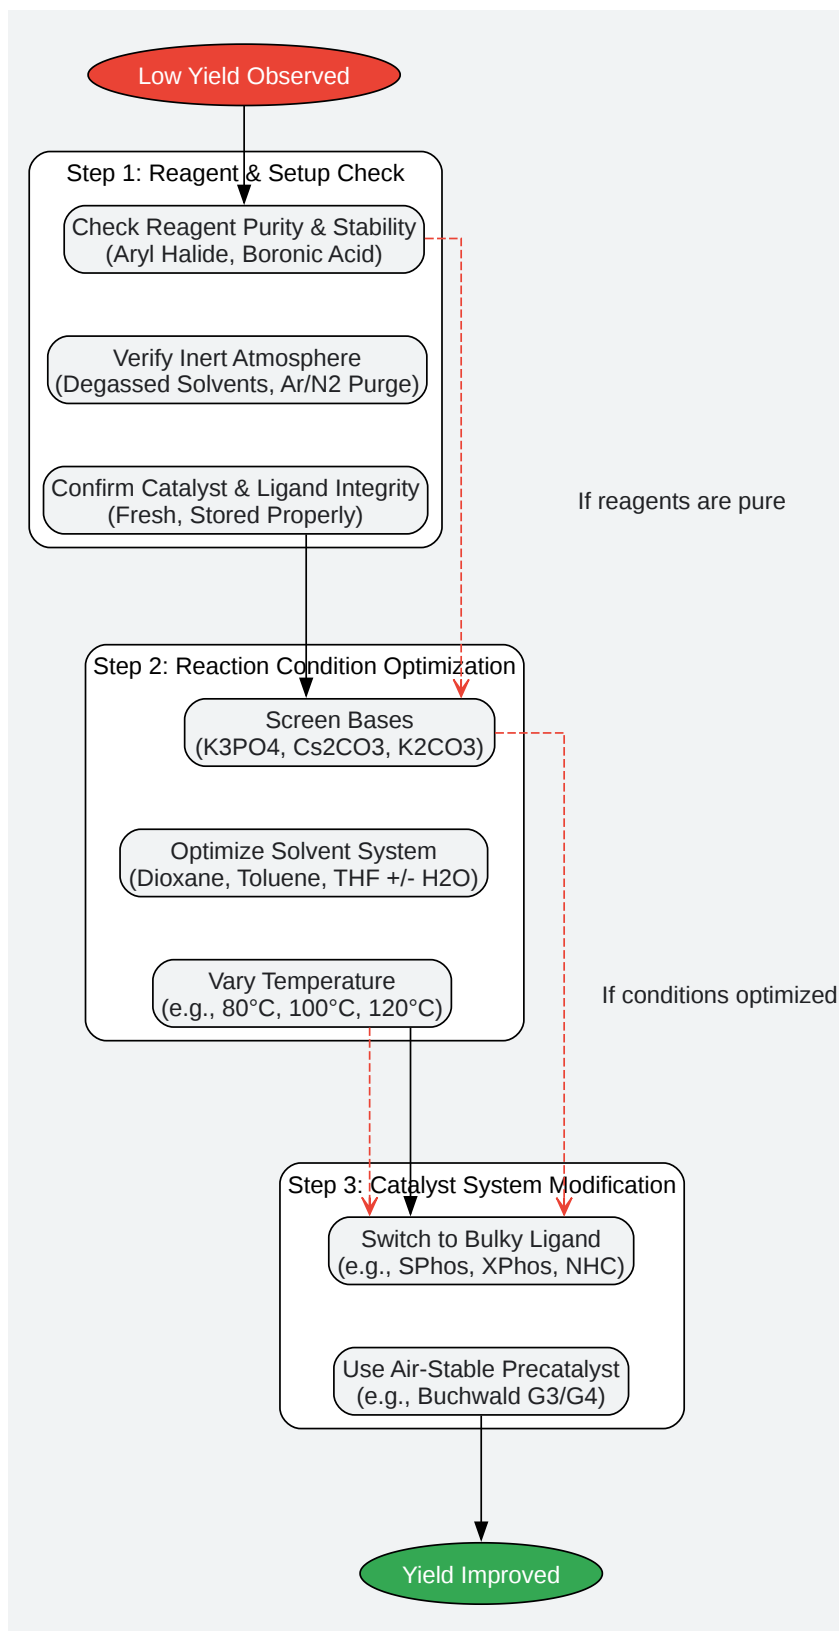 Low Yield Observed
Step 1: Reagent & Setup Check
Check Reagent Purity & Stability
(Aryl Halide, Boronic Acid)
Verify Inert Atmosphere
(Degassed Solvents, Ar/N2 Purge)
Confirm Catalyst & Ligand Integrity
(Fresh, Stored Properly)
If reagents are pure
Step 2: Reaction Condition Optimization
Screen Bases
(K3PO4, Cs2CO3, K2CO3)
Optimize Solvent System
(Dioxane, Toluene, THF +/- H2O)
Vary Temperature
(e.g., 80°C, 100°C, 120°C)
If conditions optimized
Step 3: Catalyst System Modification
Switch to Bulky Ligand
(e.g., SPhos, XPhos, NHC)
Use Air-Stable Precatalyst
(e.g., Buchwald G3/G4)
Yield Improved